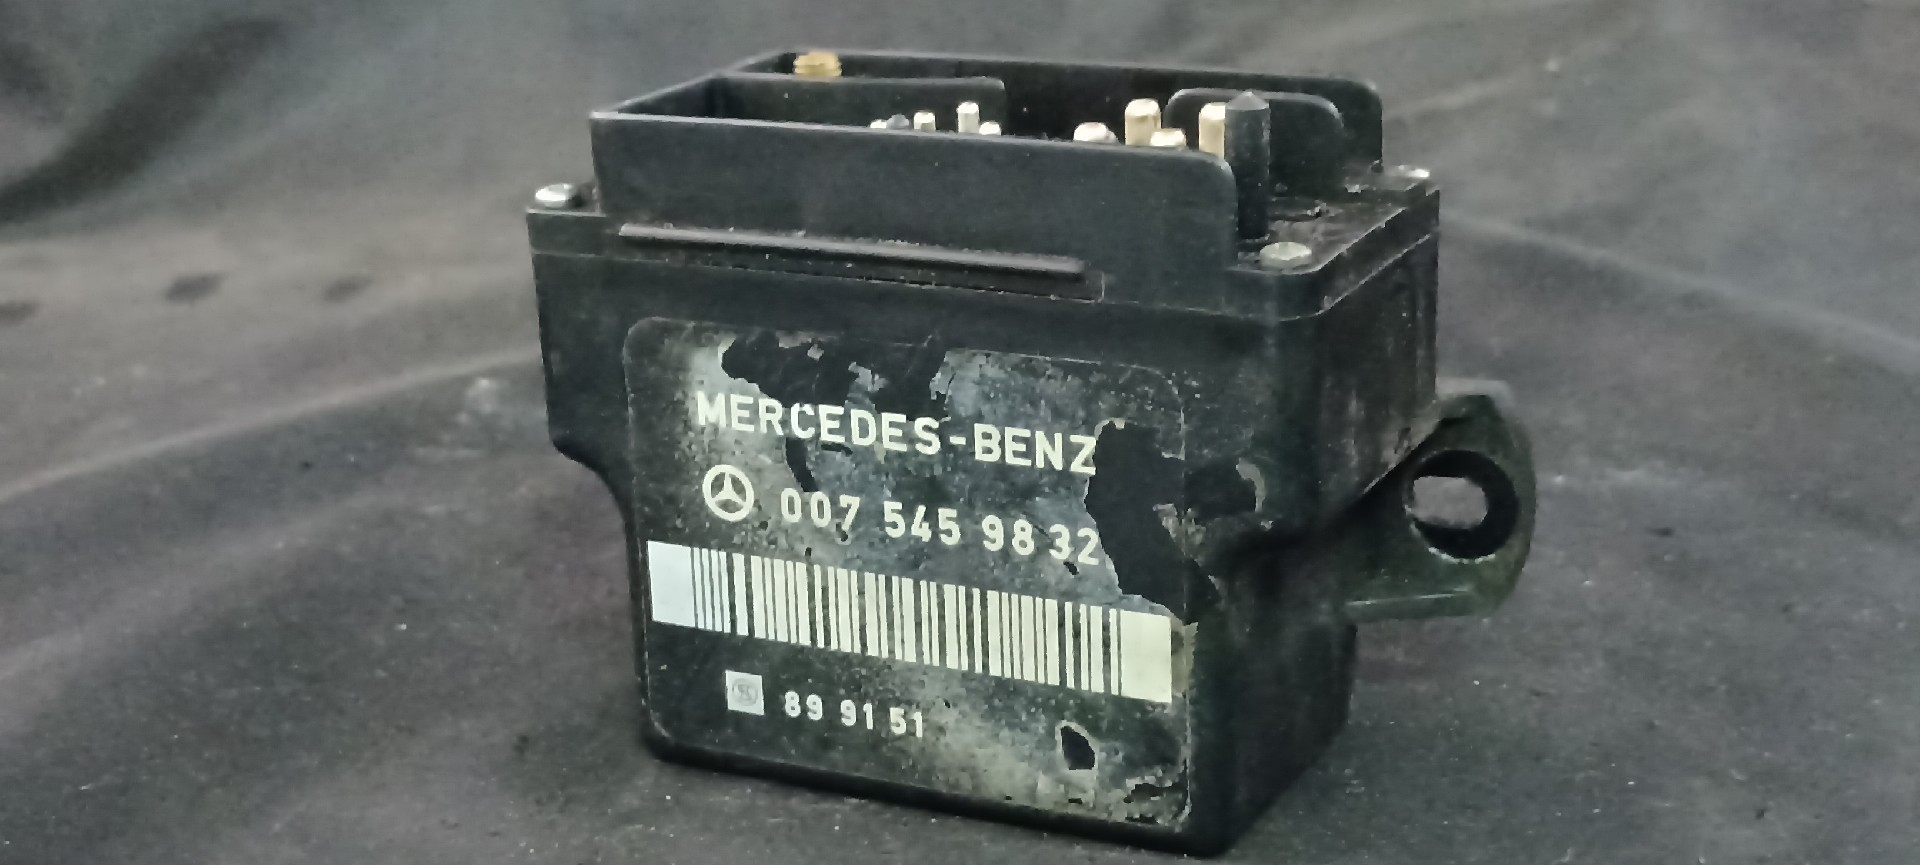 MERCEDES-BENZ
007 545 98 32
89 91 51